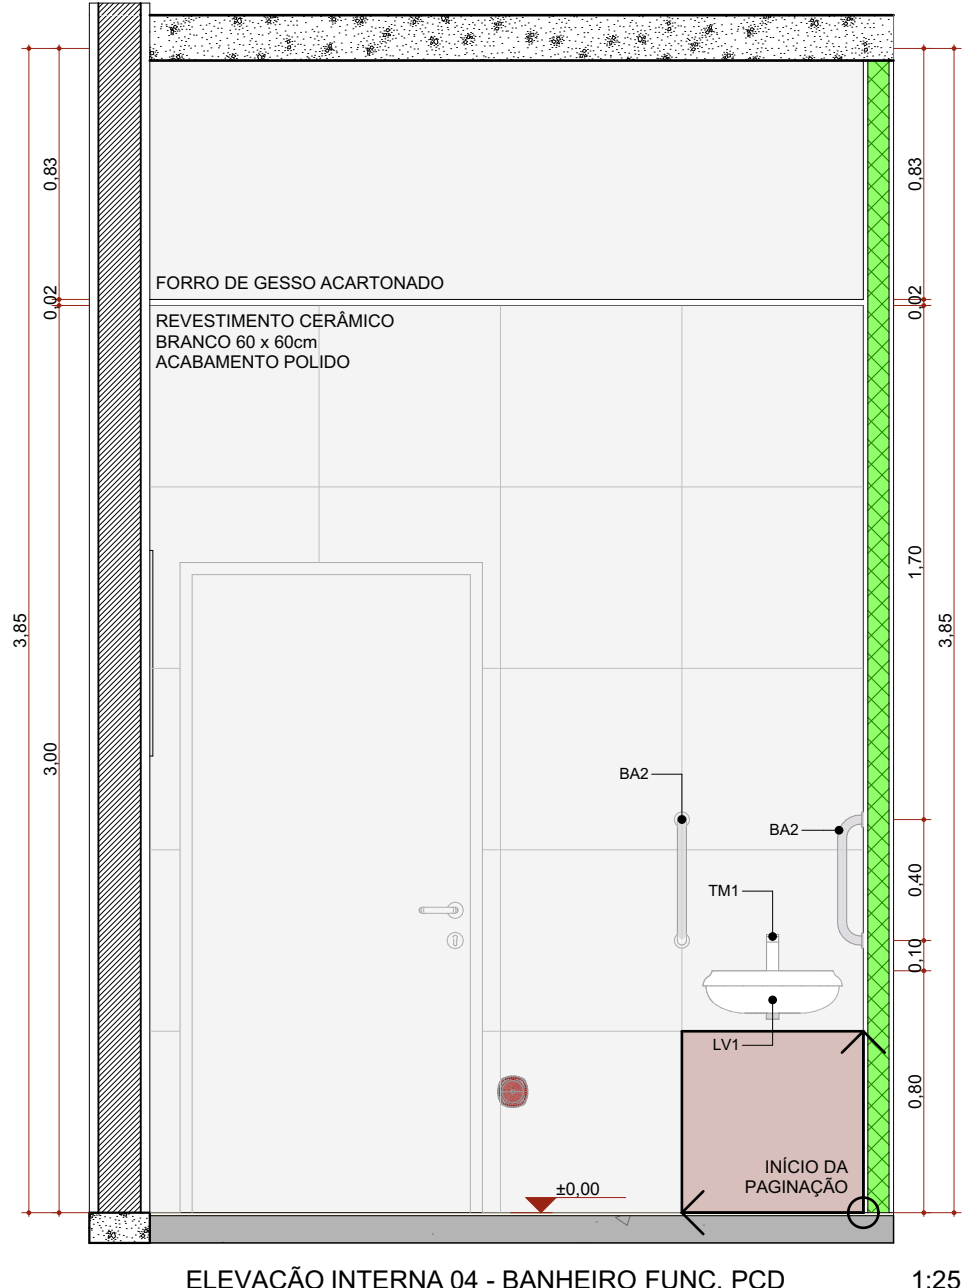 0,83
0,83
FORRO DE GESSO ACARTONADO
0,02
0,02
REVESTIMENTO CERÂMICO
BRANCO 60 x 60cm
ACABAMENTO POLIDO
1,70
3,85
3,85
3,00
BA2
BA2
TM1
0,40
0,10
LV1
0,80
INÍCIO DA
PAGINAÇÃO
±0,00
ELEVAÇÃO INTERNA 04 - BANHEIRO FUNC. PCD 1:25